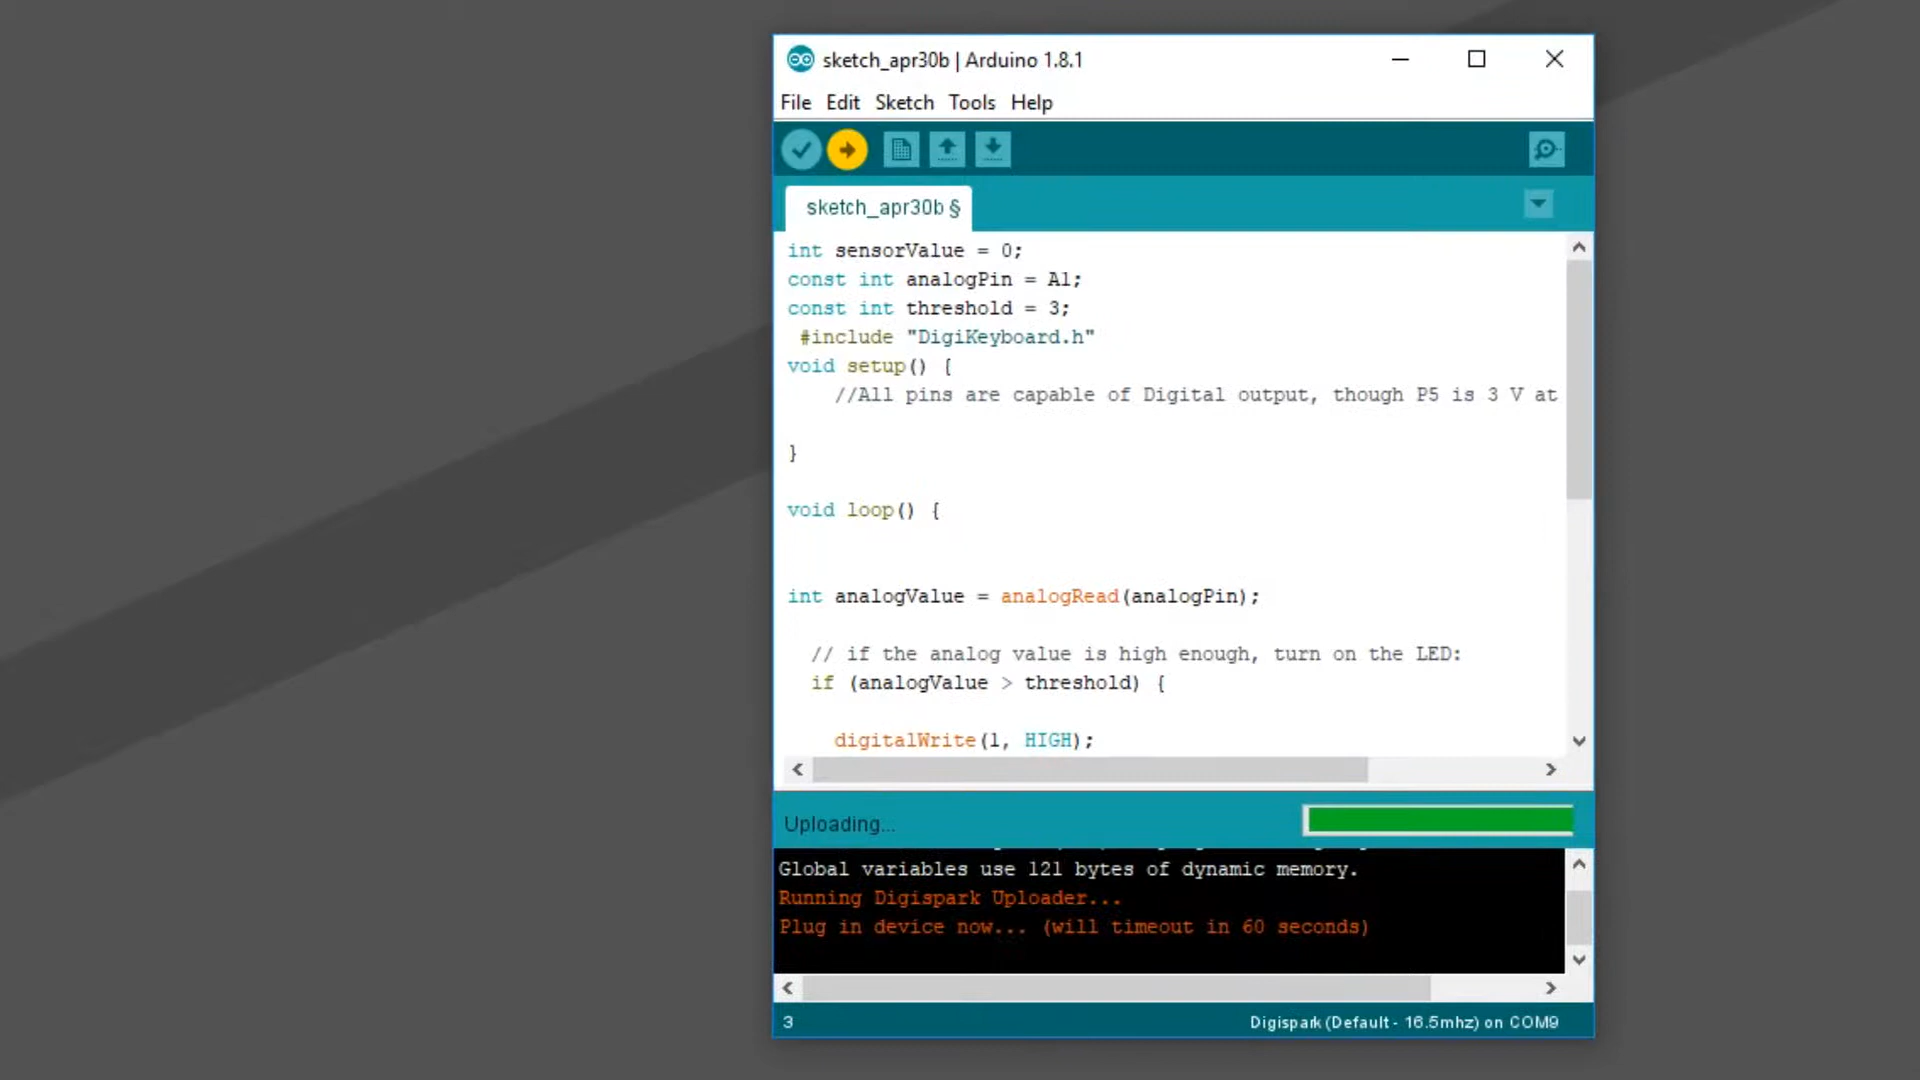 sketch_apr30b | Arduino 1.8.1
File Edit Sketch Tools Help
sketch_apr30b §
int sensorValue = 0;
const int analogPin = A1;
const int threshold = 3;
#include "DigiKeyboard.h"
void setup() {
//All pins are capable of Digital output, though P5 is 3 V at
}
void loop() {
int analogValue = analogRead(analogPin);
// if the analog value is high enough, turn on the LED:
if (analogValue > threshold) {
digitalWrite(1, HIGH);
Uploading...
Global variables use 121 bytes of dynamic memory.
Running Digispark Uploader...
Plug in device now... (will timeout in 60 seconds)
3
Digispark (Default - 16.5mhz) on COM9